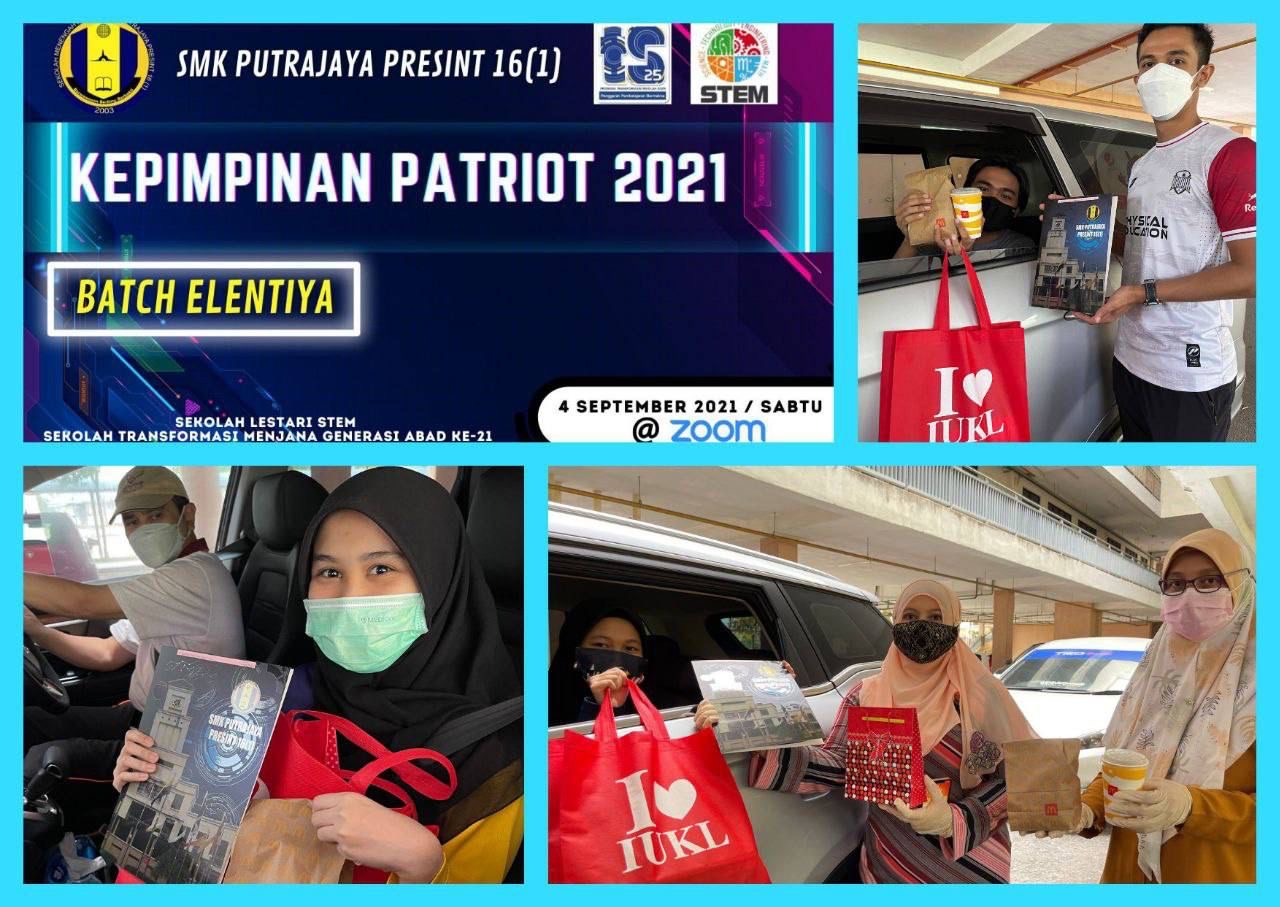 SMK PUTRAJAYA PRESINT 16(1)
2003
25
STEM
KEPIMPINAN PATRIOT 2021
BATCH ELENTIYA
SEKOLAH LESTARI STEM
SEKOLAH TRANSFORMASI MENJANA GENERASI ABAD KE-21
4 SEPTEMBER 2021 / SABTU
@ zoom
SMK PUTRAJAYA
PRESINT 16(1)
PHYSICAL
EDUCATION
I
IUKL
SMK PUTRAJAYA
PRESINT 16(1)
I
IUKL